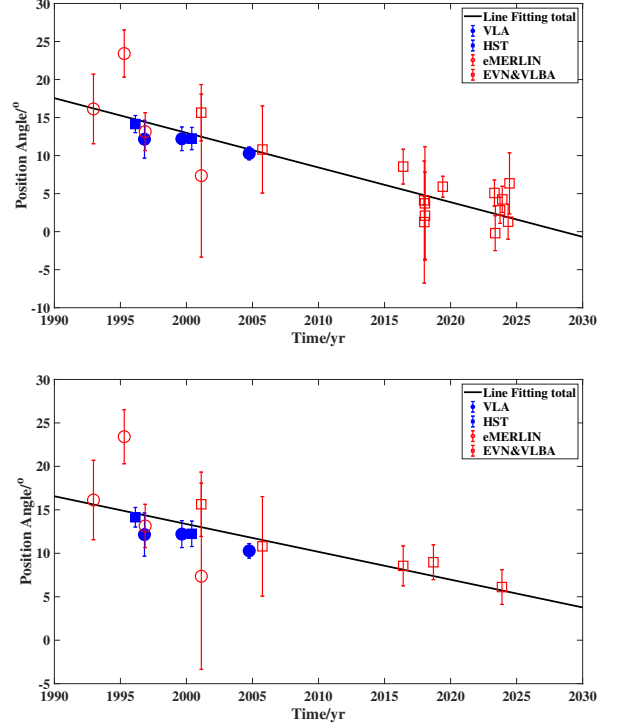 30
25
20
15
10
5
0
-5
-10
Position Angle/°
Line Fitting total
VLA
HST
eMERLIN
EVN&VLBA
1990 1995 2000 2005 2010 2015 2020 2025 2030
Time/yr
30
25
20
15
10
5
0
-5
Position Angle/°
Line Fitting total
VLA
HST
eMERLIN
EVN&VLBA
1990 1995 2000 2005 2010 2015 2020 2025 2030
Time/yr